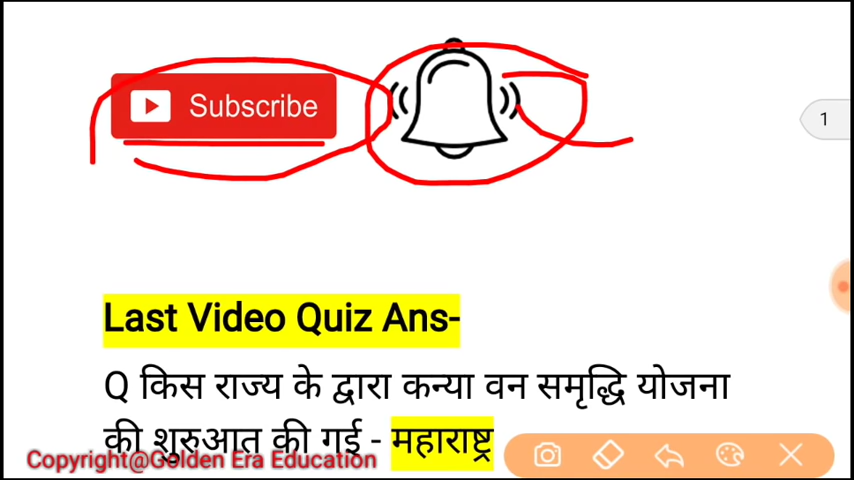 Subscribe
1
Last Video Quiz Ans-
Q किस राज्य के द्वारा कन्या वन समृद्धि योजना
की शुरुआत की गई - महाराष्ट्र
Copyright@Golden Era Education